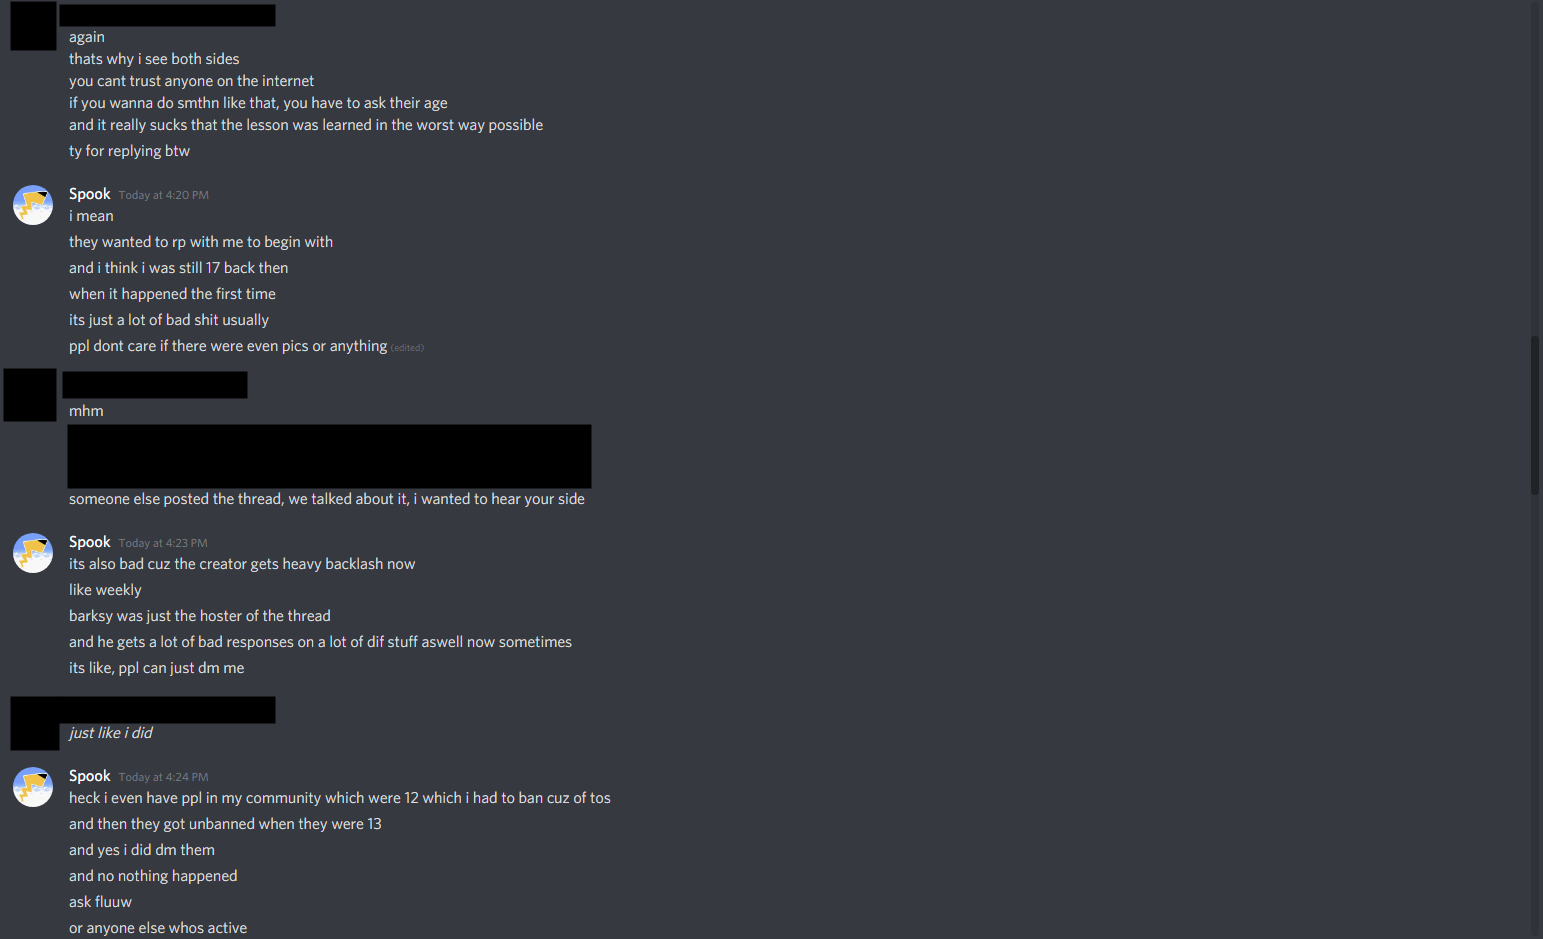 again
thats why i see both sides
you cant trust anyone on the internet
if you wanna do smthn like that, you have to ask their age
and it really sucks that the lesson was learned in the worst way possible
ty for replying btw
Spook Today at 4:20 PM
i mean
they wanted to rp with me to begin with
and i think i was still 17 back then
when it happened the first time
its just a lot of bad shit usually
ppl dont care if there were even pics or anything (edited)
mhm
someone else posted the thread, we talked about it, i wanted to hear your side
Spook Today at 4:23 PM
its also bad cuz the creator gets heavy backlash now
like weekly
barksy was just the hoster of the thread
and he gets a lot of bad responses on a lot of dif stuff aswell now sometimes
its like, ppl can just dm me
just like i did
Spook Today at 4:24 PM
heck i even have ppl in my community which were 12 which i had to ban cuz of tos
and then they got unbanned when they were 13
and yes i did dm them
and no nothing happened
ask fluuw
or anyone else whos active